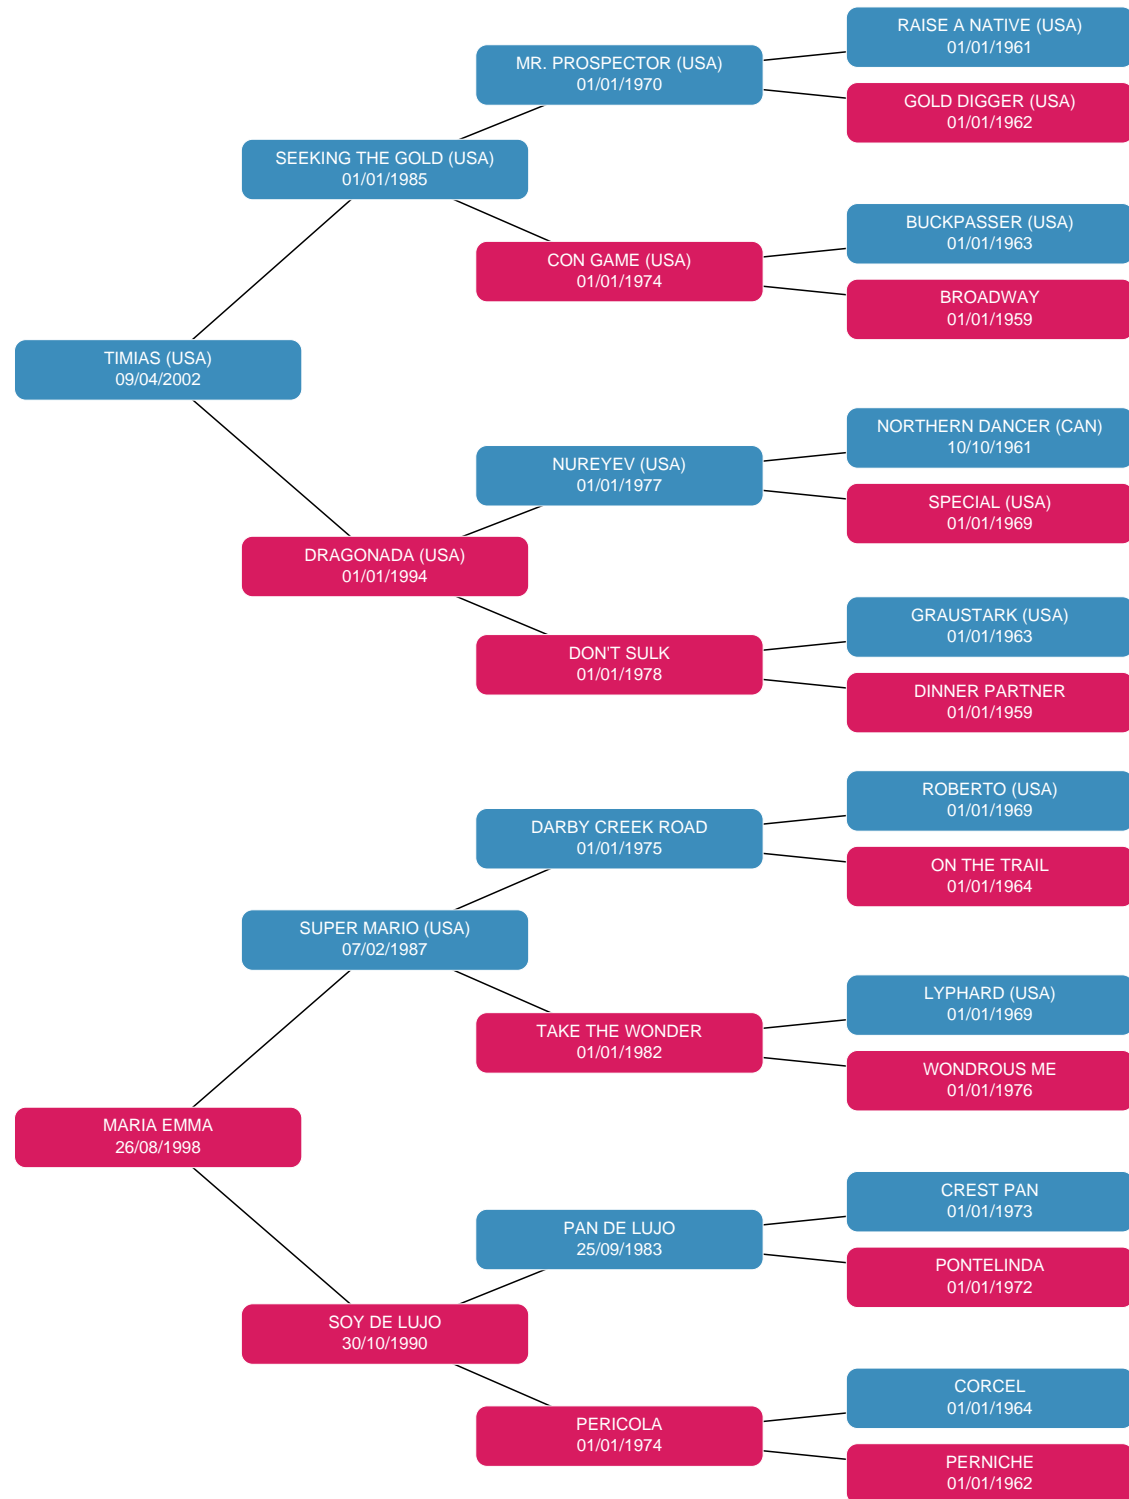 RAISE A NATIVE (USA)
01/01/1961
MR. PROSPECTOR (USA)
01/01/1970
GOLD DIGGER (USA)
01/01/1962
SEEKING THE GOLD (USA)
01/01/1985
BUCKPASSER (USA)
01/01/1963
CON GAME (USA)
01/01/1974
BROADWAY
01/01/1959
TIMIAS (USA)
09/04/2002
NORTHERN DANCER (CAN)
10/10/1961
NUREYEV (USA)
01/01/1977
SPECIAL (USA)
01/01/1969
DRAGONADA (USA)
01/01/1994
GRAUSTARK (USA)
01/01/1963
DON'T SULK
01/01/1978
DINNER PARTNER
01/01/1959
ROBERTO (USA)
01/01/1969
DARBY CREEK ROAD
01/01/1975
ON THE TRAIL
01/01/1964
SUPER MARIO (USA)
07/02/1987
LYPHARD (USA)
01/01/1969
TAKE THE WONDER
01/01/1982
WONDROUS ME
01/01/1976
MARIA EMMA
26/08/1998
CREST PAN
01/01/1973
PAN DE LUJO
25/09/1983
PONTELINDA
01/01/1972
SOY DE LUJO
30/10/1990
CORCEL
01/01/1964
PERICOLA
01/01/1974
PERNICHE
01/01/1962